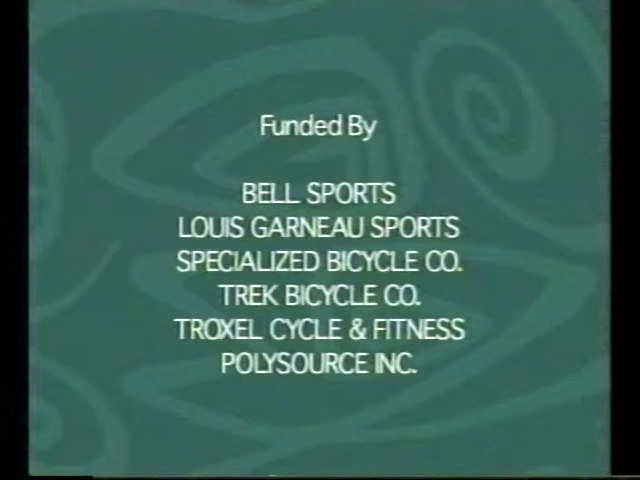 Funded By
BELL SPORTS
LOUIS GARNEAU SPORTS
SPECIALIZED BICYCLE CO.
TREK BICYCLE CO.
TROXEL CYCLE & FITNESS
POLYSOURCE INC.